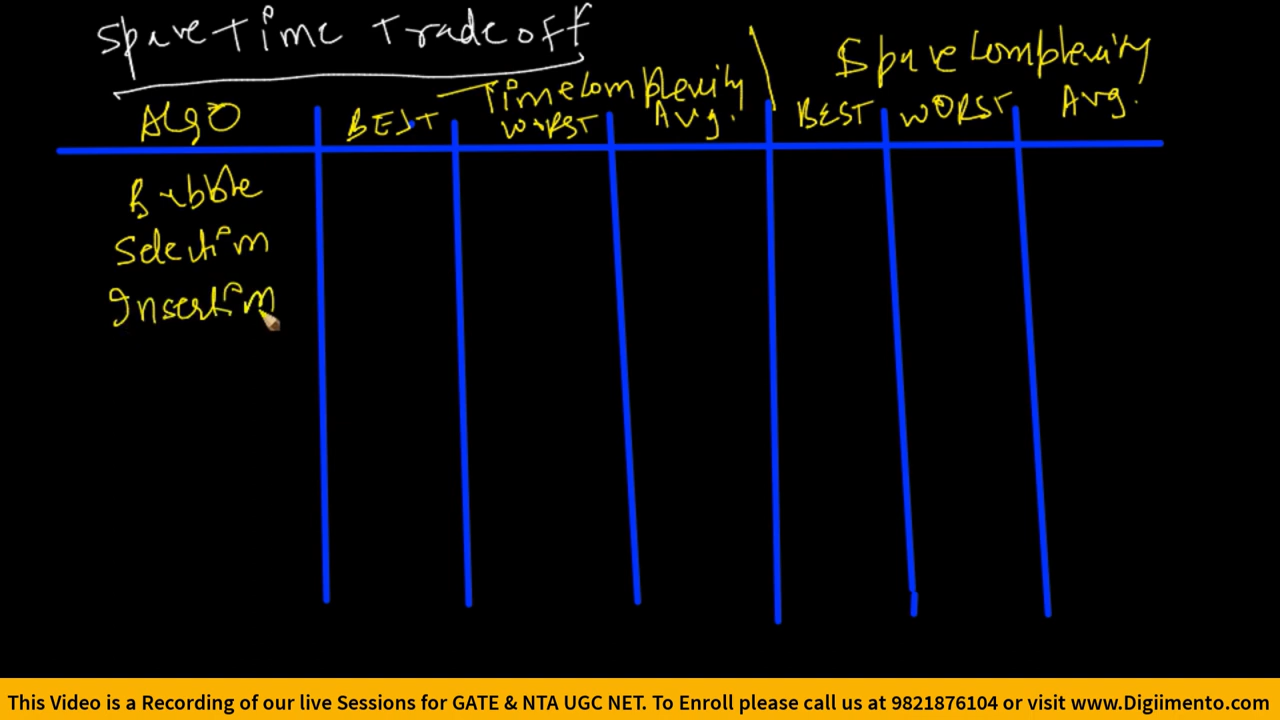 Space Time Tradeoff
Time Complexity
Space Complexity
ALGO BEST WORST Avg. BEST WORST Avg.
Bubble
Selection
Insertion
This Video is a Recording of our live Sessions for GATE & NTA UGC NET. To Enroll please call us at 9821876104 or visit www.Digiimento.com